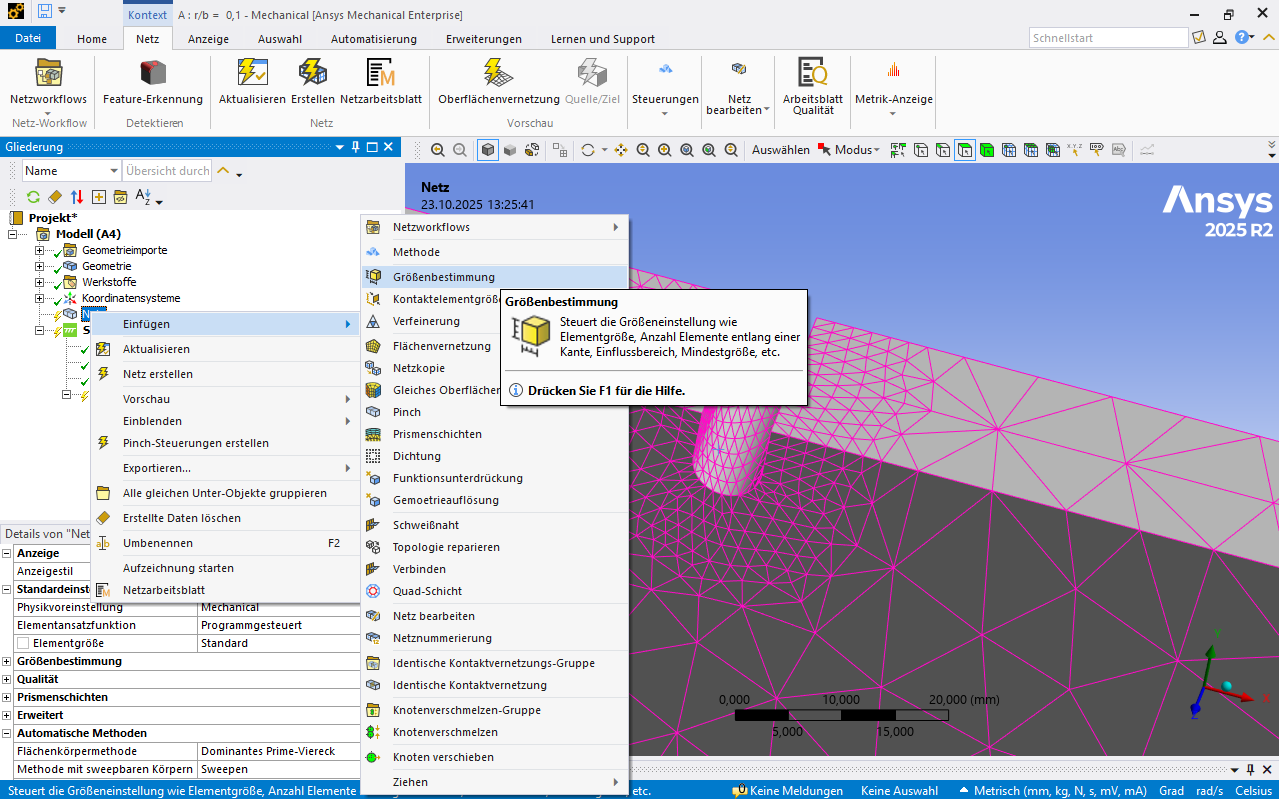 Kontext
A : r/b = 0,1 - Mechanical [Ansys Mechanical Enterprise]
Datei
Home
Netz
Anzeige
Auswahl
Automatisierung
Erweiterungen
Lernen und Support
Schnellstart
Netzworkflows
Feature-Erkennung
Aktualisieren
Erstellen
Netzarbeitsblatt
Oberflächenvernetzung
Quelle/Ziel
Steuerungen
Netz
bearbeiten
Arbeitsblatt
Qualität
Metrik-Anzeige
Netz-Workflow
Detektieren
Netz
Vorschau
Gliederung
Auswählen
Modus
Name
Übersicht durch
Projekt*
Modell (A4)
Geometrieimporte
Geometrie
Werkstoffe
Koordinatensysteme
Netz
23.10.2025 13:25:41
Ansys
2025 R2
Einfügen
Aktualisieren
Netz erstellen
Vorschau
Einblenden
Pinch-Steuerungen erstellen
Exportieren...
Alle gleichen Unter-Objekte gruppieren
Erstellte Daten löschen
Umbenennen F2
Aufzeichnung starten
Netzarbeitsblatt
Netzworkflows
Methode
Größenbestimmung
Kontaktelementgröß
Verfeinerung
Flächenvernetzung
Netzkopie
Gleiches Oberflächen
Pinch
Prismenschichten
Dichtung
Funktionsunterdrückung
Gemoetrieauflösung
Schweißnaht
Topologie reparieren
Verbinden
Quad-Schicht
Netz bearbeiten
Netznummerierung
Identische Kontaktvernetzungs-Gruppe
Identische Kontaktvernetzung
Knotenverschmelzen-Gruppe
Knotenverschmelzen
Knoten verschieben
Ziehen
Größenbestimmung
Steuert die Größeneinstellung wie
Elementgröße, Anzahl Elemente entlang einer
Kante, Einflussbereich, Mindestgröße, etc.
Drücken Sie F1 für die Hilfe.
Details von "Net
Anzeige
Anzeigestil
Standardeinst
Physikvoreinstellung Mechanical
Elementansatzfunktion Programmgesteuert
Elementgröße Standard
Größenbestimmung
Qualität
Prismenschichten
Erweitert
Automatische Methoden
Flächenkörpermethode Dominantes Prime-Viereck
Methode mit sweepbaren Körpern Sweepen
0,000 10,000 20,000 (mm)
5,000 15,000
Y
X
Z
Steuert die Größeneinstellung wie Elementgröße, Anzahl Elemente
, etc.
Keine Meldungen
Keine Auswahl
Metrisch (mm, kg, N, s, mV, mA)
Grad
rad/s
Celsius